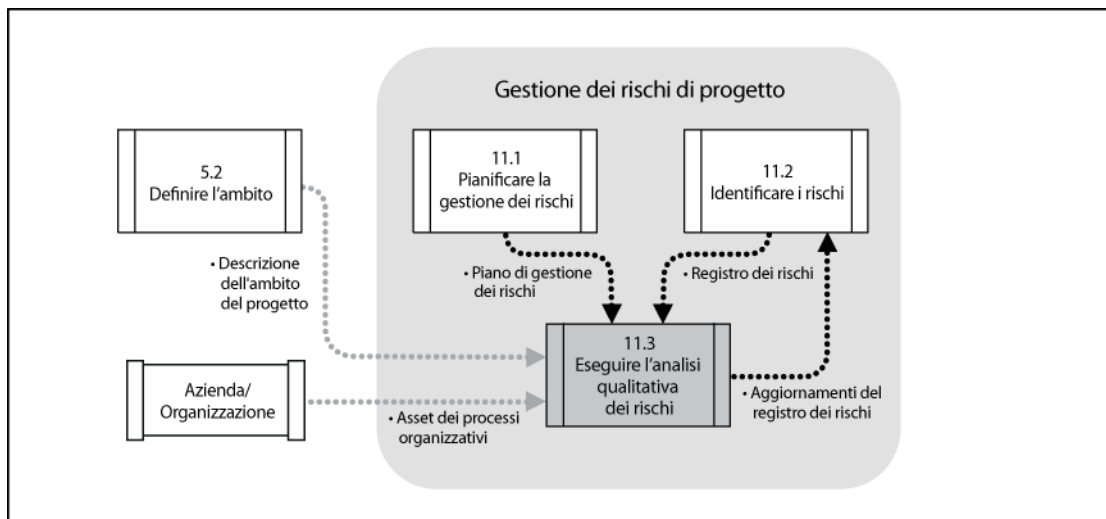 Gestione dei rischi di progetto
5.2
Definire l'ambito
11.1
Pianificare la
gestione dei rischi
11.2
Identificare i rischi
• Descrizione
dell'ambito
del progetto
• Piano di gestione
dei rischi
• Registro dei rischi
11.3
Eseguire l'analisi
qualitativa
dei rischi
Azienda/
Organizzazione
• Asset dei processi
organizzativi
• Aggiornamenti del
registro dei rischi